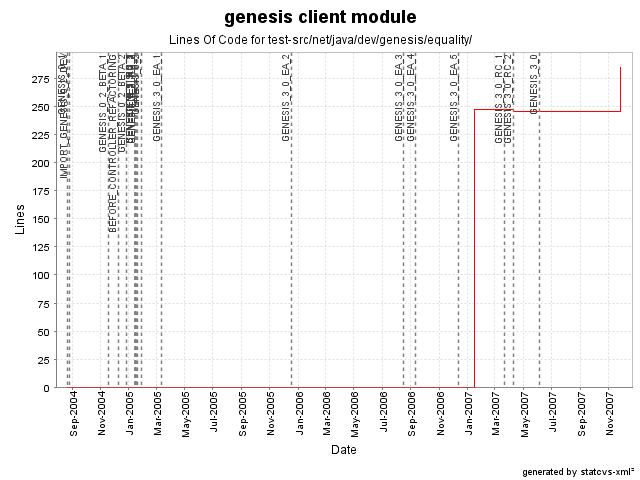 genesis client module
Lines Of Code for test-src/net/java/dev/genesis/equality/
Lines
275
250
225
200
175
150
125
100
75
50
25
0
GENESIS_0_2_BETA_1
BEFORE_CONTROLLER_REFACTORING
GENESIS_0_2_BETA_2
GENESIS_3_0_EA_1
GENESIS_3_0_EA_2
GENESIS_3_0_EA_3
GENESIS_3_0_EA_4
GENESIS_3_0_EA_5
GENESIS_3_0_RC_1
GENESIS_3_0_RC_2
GENESIS_3_0
Sep-2004
Nov-2004
Jan-2005
Mar-2005
May-2005
Jul-2005
Sep-2005
Nov-2005
Jan-2006
Mar-2006
May-2006
Jul-2006
Sep-2006
Nov-2006
Jan-2007
Mar-2007
May-2007
Jul-2007
Sep-2007
Nov-2007
Date
generated by statcvs-xml²